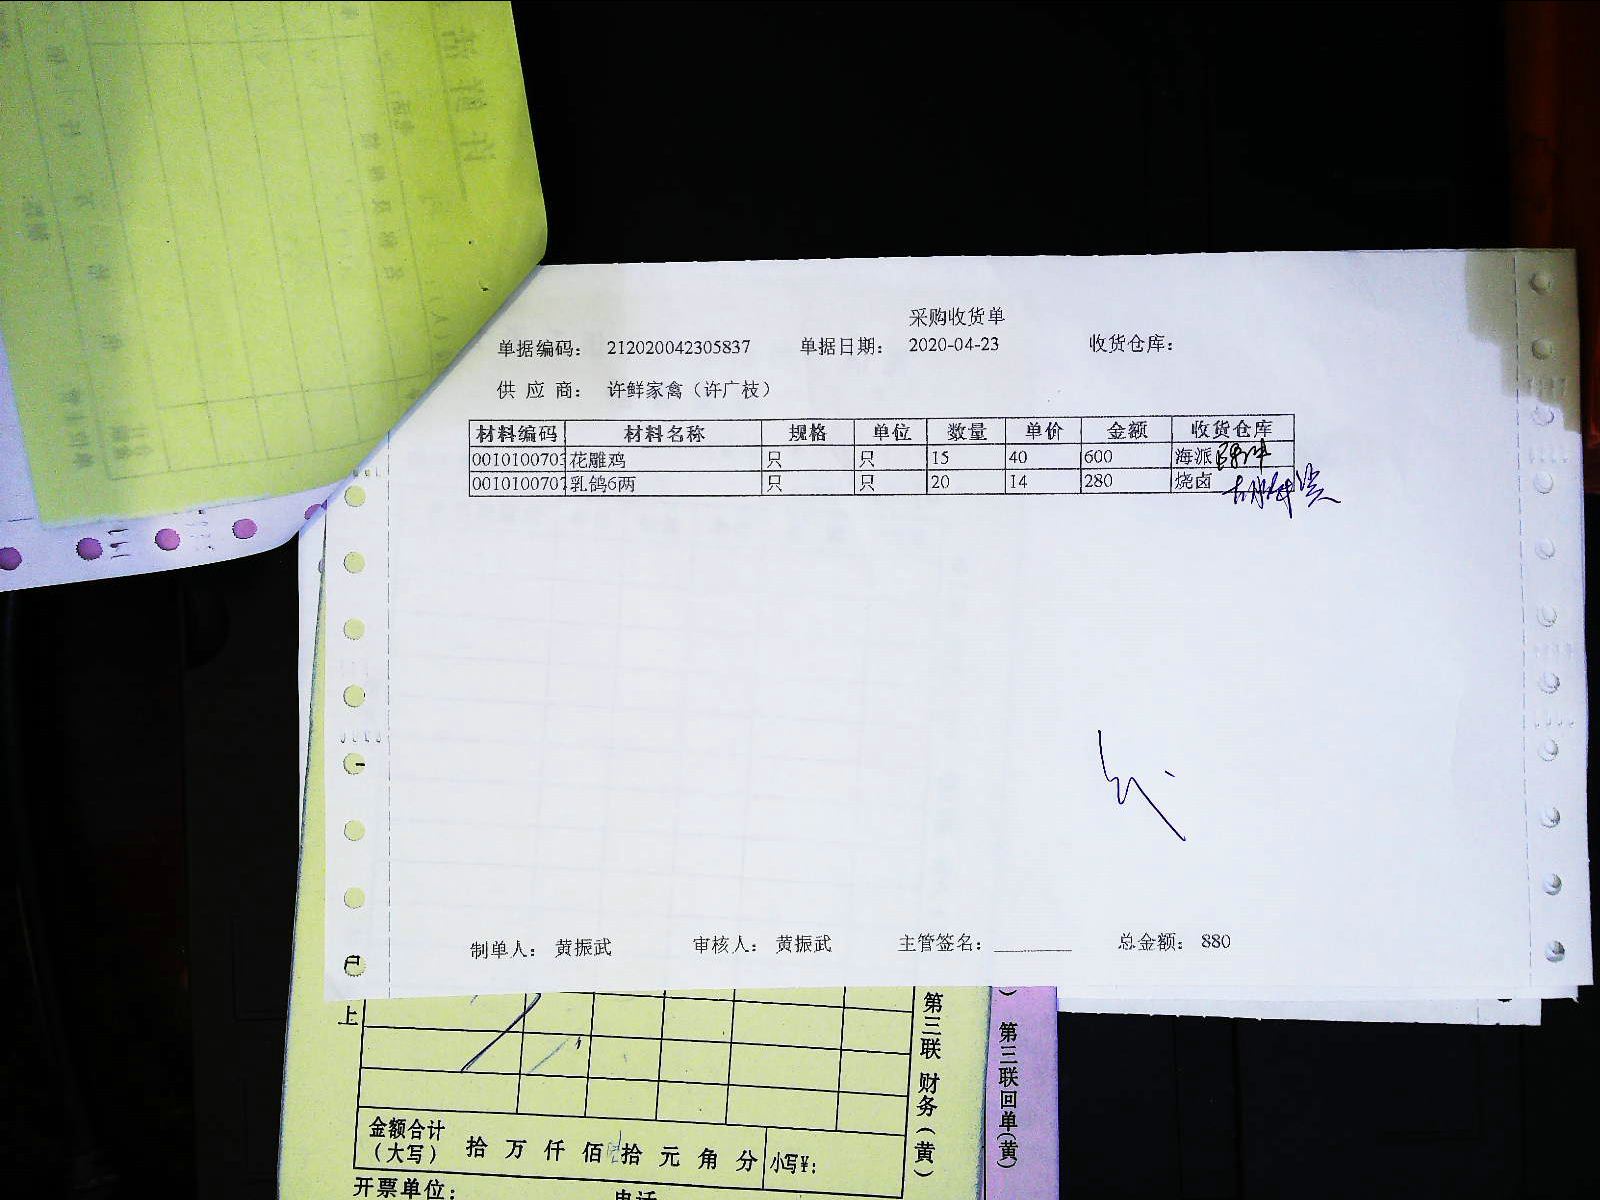 采购收货单
单据编码： 212020042305837 单据日期： 2020-04-23 收货仓库：
供 应 商： 许鲜家禽（许广枝）
材料编码 材料名称 规格 单位 数量 单价 金额 收货仓库
001010070 花雕鸡 只 只 15 40 600 海派
001010070 乳鸽6两 只 只 20 14 280 烧卤
制单人： 黄振武 审核人： 黄振武 主管签名：________ 总金额： 880
上
第三联 财务（黄）
第三联回单（黄）
金额合计（大写） 拾 万 仟 佰 拾 元 角 分 小写¥：
开票单位： 电话